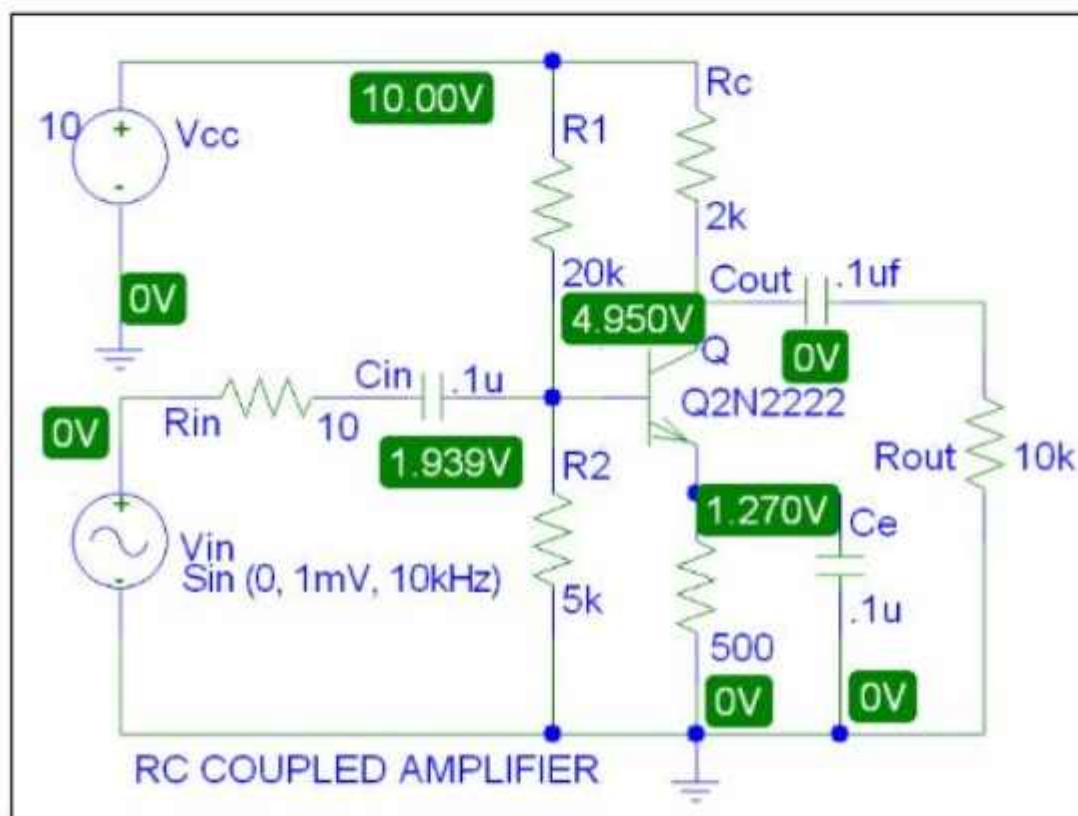 Rc
10.00V
10
+
Vcc
R1
-
2k
20k
Cout
.1uf
0V
4.950V
0V
Q
Cin
.1u
Q2N2222
0V
Rin
10
1.939V
R2
Rout
10k
+
1.270V
Ce
Vin
-
Sin (0, 1mV, 10kHz)
5k
.1u
500
0V
0V
RC COUPLED AMPLIFIER